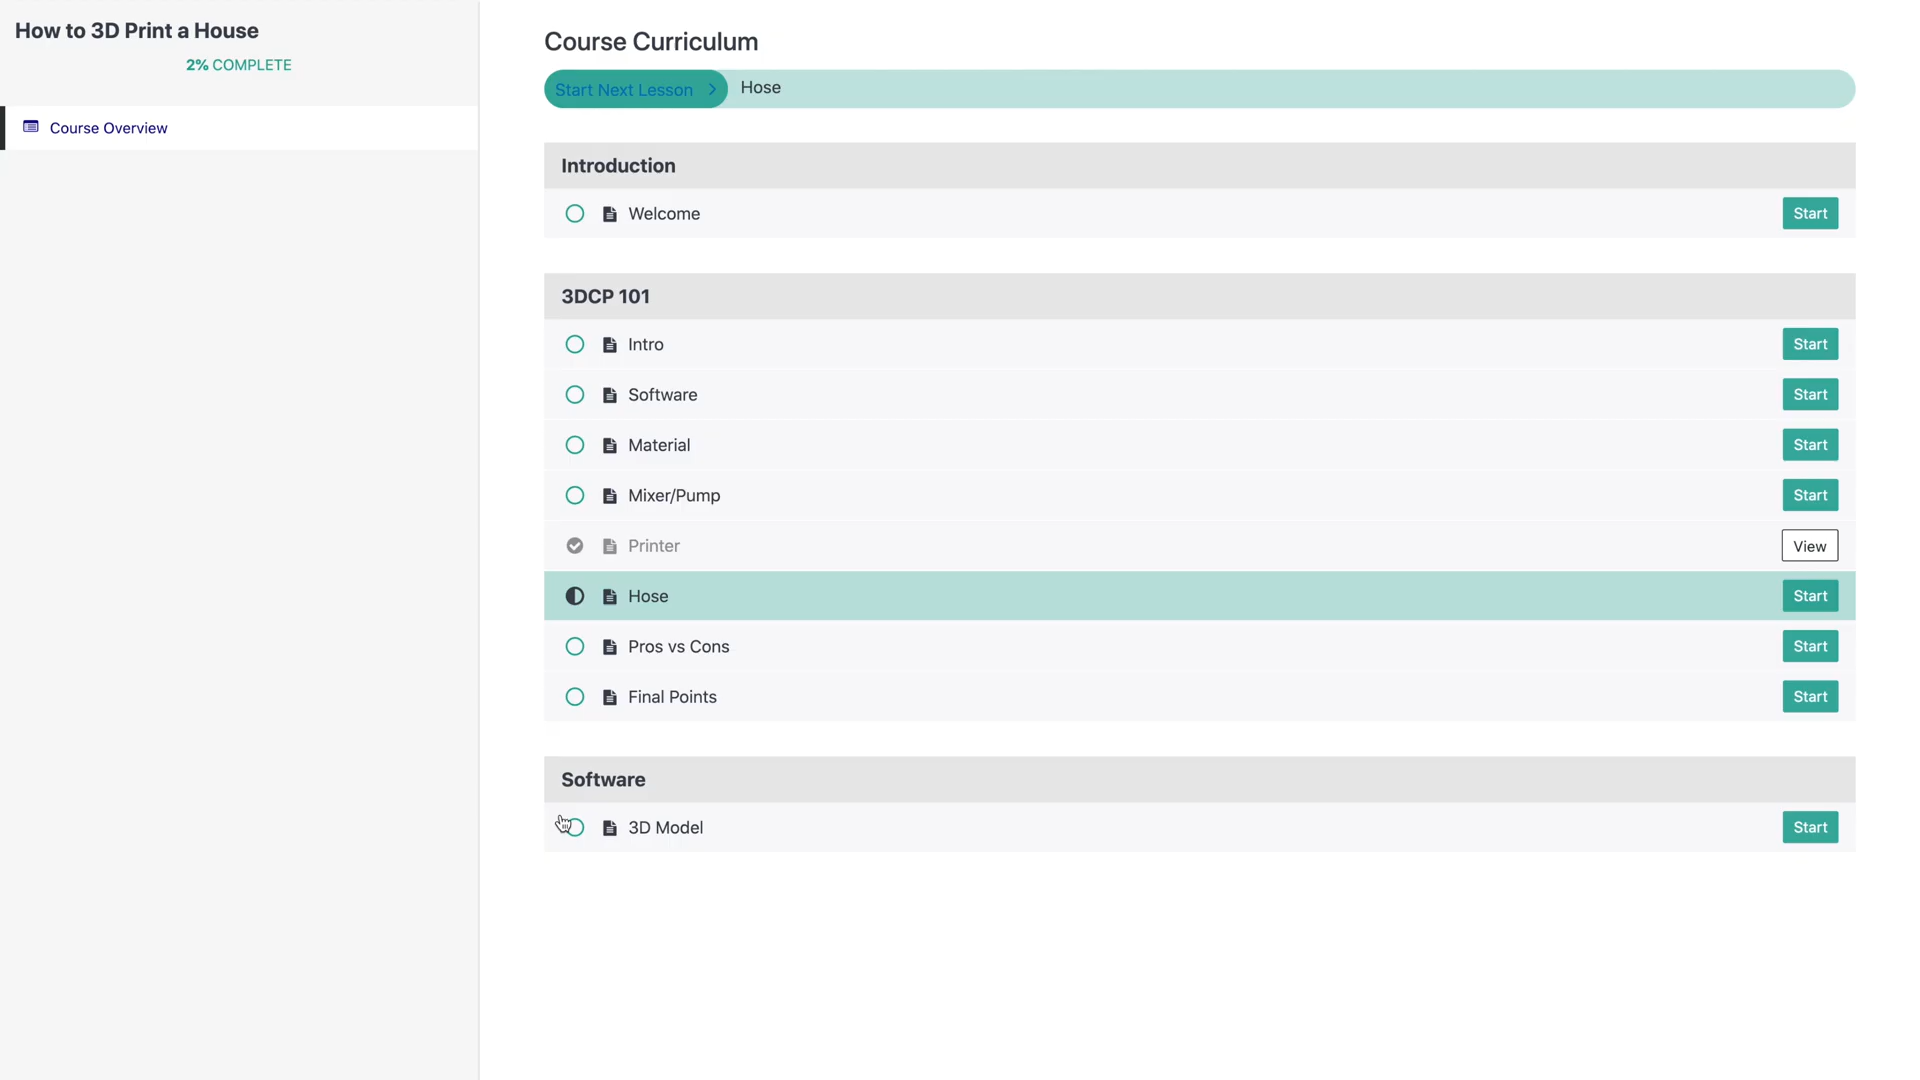 How to 3D Print a House
2% COMPLETE
Course Overview
Course Curriculum
Start Next Lesson
Hose
Introduction
Welcome
Start
3DCP 101
Intro
Start
Software
Start
Material
Start
Mixer/Pump
Start
Printer
View
Hose
Start
Pros vs Cons
Start
Final Points
Start
Software
3D Model
Start